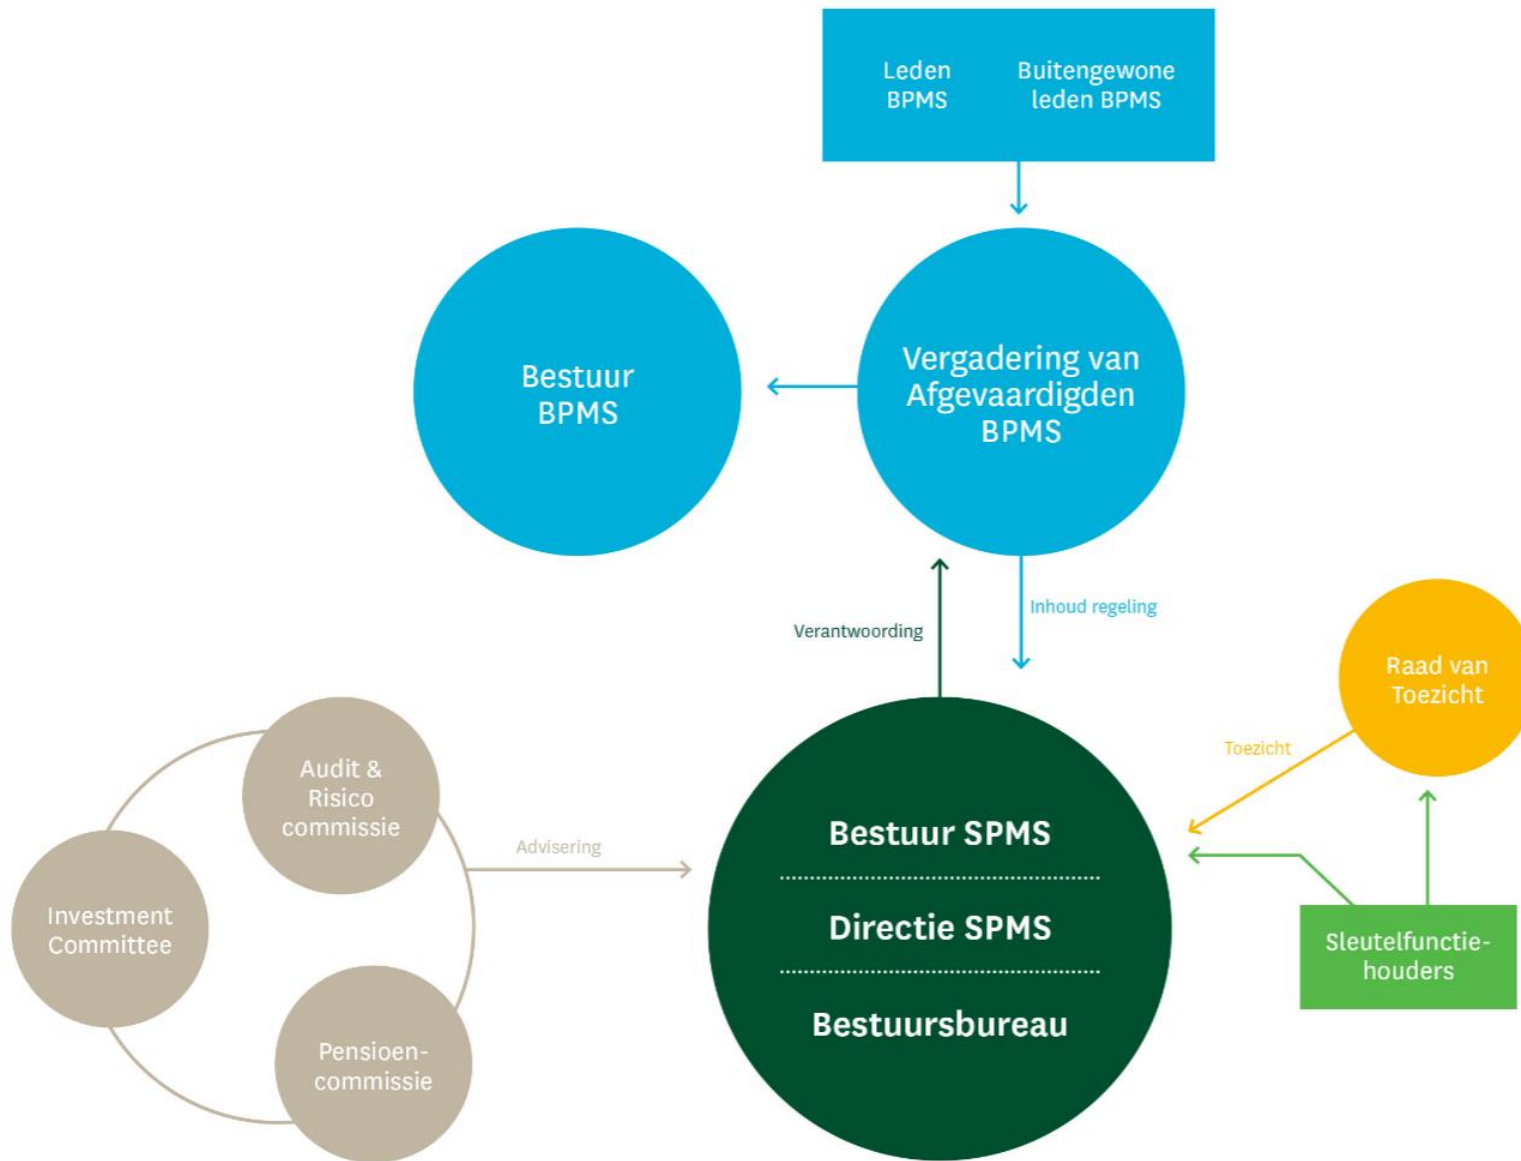 Leden
BPMS
Buitengewone
leden BPMS
Bestuur
BPMS
Vergadering van
Afgevaardigden
BPMS
Verantwoording
Inhoud regeling
Raad van
Toezicht
Toezicht
Audit &
Risico
commissie
Investment
Committee
Pensioen-
commissie
Advisering
Bestuur SPMS
Directie SPMS
Bestuursbureau
Sleutelfunctie-
houders